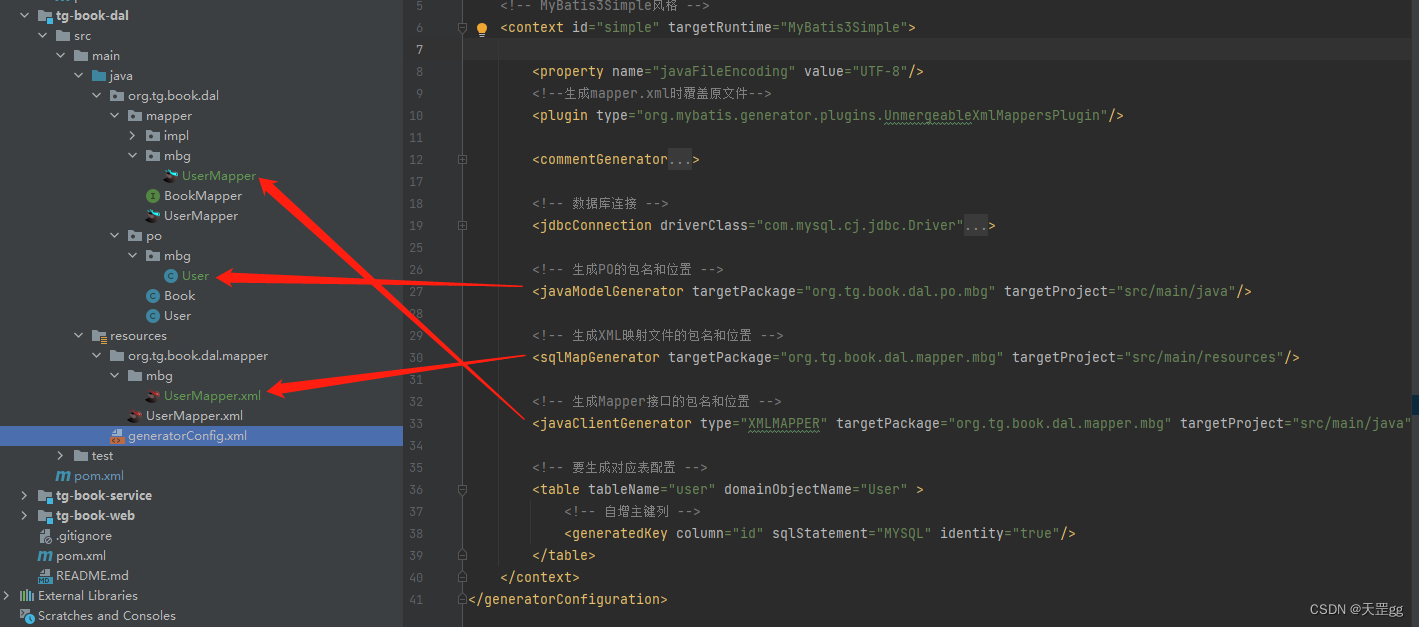 tg-book-dal
src
main
java
org.tg.book.dal
mapper
impl
mbg
UserMapper
BookMapper
UserMapper
po
mbg
User
Book
User
resources
org.tg.book.dal.mapper
mbg
UserMapper.xml
UserMapper.xml
generatorConfig.xml
test
pom.xml
tg-book-service
tg-book-web
.gitignore
pom.xml
README.md
External Libraries
Scratches and Consoles
5 <!-- MyBatis3Simple风格 -->
6 <context id="simple" targetRuntime="MyBatis3Simple">
7
8 <property name="javaFileEncoding" value="UTF-8"/>
9 <!--生成mapper.xml时覆盖原文件-->
10 <plugin type="org.mybatis.generator.plugins.UnmergeableXmlMappersPlugin"/>
11
12 <commentGenerator...>
17
18 <!-- 数据库连接 -->
19 <jdbcConnection driverClass="com.mysql.cj.jdbc.Driver"...>
25
26 <!-- 生成PO的包名和位置 -->
27 <javaModelGenerator targetPackage="org.tg.book.dal.po.mbg" targetProject="src/main/java"/>
28
29 <!-- 生成XML映射文件的包名和位置 -->
30 <sqlMapGenerator targetPackage="org.tg.book.dal.mapper.mbg" targetProject="src/main/resources"/>
31
32 <!-- 生成Mapper接口的包名和位置 -->
33 <javaClientGenerator type="XMLMAPPER" targetPackage="org.tg.book.dal.mapper.mbg" targetProject="src/main/java"
34
35 <!-- 要生成对应表配置 -->
36 <table tableName="user" domainObjectName="User" >
37 <!-- 自增主键列 -->
38 <generatedKey column="id" sqlStatement="MYSQL" identity="true"/>
39 </table>
40 </context>
41 </generatorConfiguration>
CSDN @天罡gg